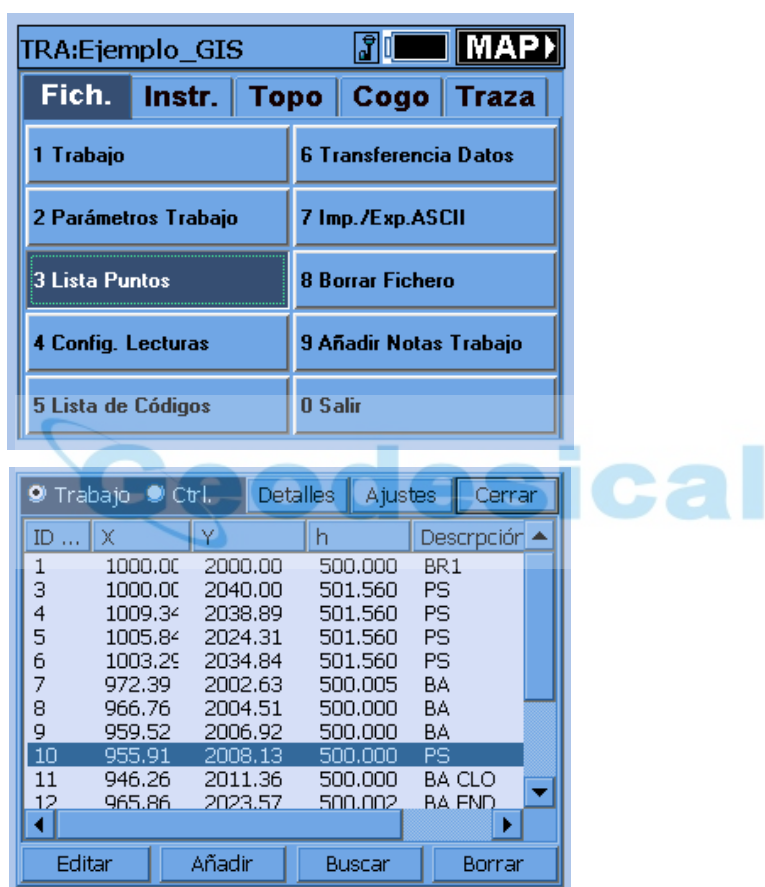 TRA:Ejemplo_GIS MAP
Fich. Instr. Topo Cogo Traza
1 Trabajo 6 Transferencia Datos
2 Parámetros Trabajo 7 Imp./Exp.ASCII
3 Lista Puntos 8 Borrar Fichero
4 Config. Lecturas 9 Añadir Notas Trabajo
5 Lista de Códigos 0 Salir
Geodesical
Trabajo Ctrl. Detalles Ajustes Cerrar
ID ... X Y h Descrpción
1 1000.00 2000.00 500.000 BR1
3 1000.00 2040.00 501.560 PS
4 1009.34 2038.89 501.560 PS
5 1005.84 2024.31 501.560 PS
6 1003.29 2034.84 501.560 PS
7 972.39 2002.63 500.005 BA
8 966.76 2004.51 500.000 BA
9 959.52 2006.92 500.000 BA
10 955.91 2008.13 500.000 PS
11 946.26 2011.36 500.000 BA CLO
12 965.86 2023.57 500.002 BA END
Editar Añadir Buscar Borrar